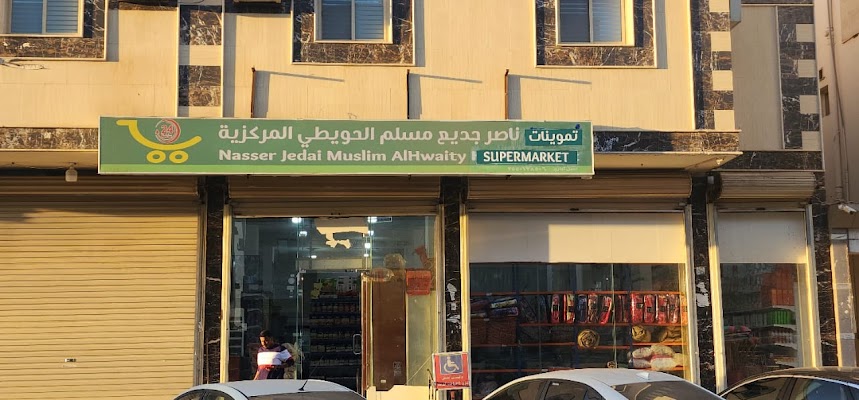 تموينات ناصر جديع مسلم الحويطي المركزية
Nasser Jedai Muslim AlHwaity SUPERMARKET